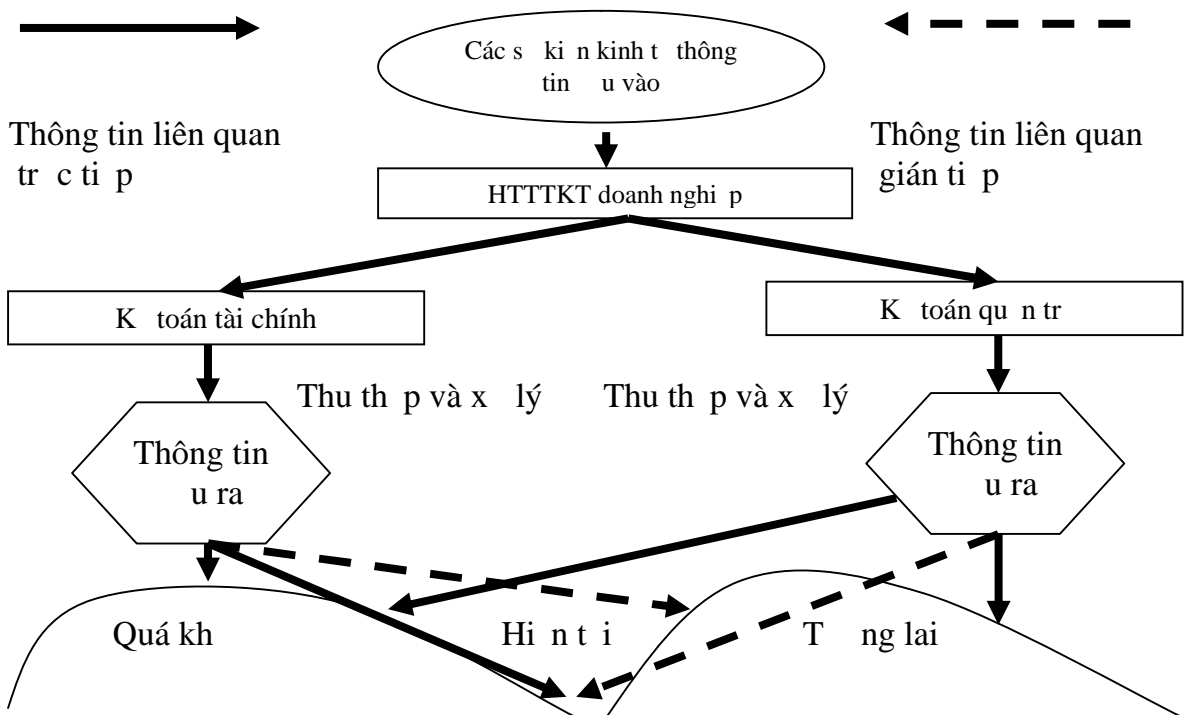 Các s ki n kinh t thông
tin u vào
Thông tin liên quan
tr c ti p
Thông tin liên quan
gián ti p
HTTTKT doanh nghi p
K toán tài chính
K toán qu n tr
Thu th p và x lý
Thu th p và x lý
Thông tin
u ra
Thông tin
u ra
Quá kh
Hi n t i
T ng lai